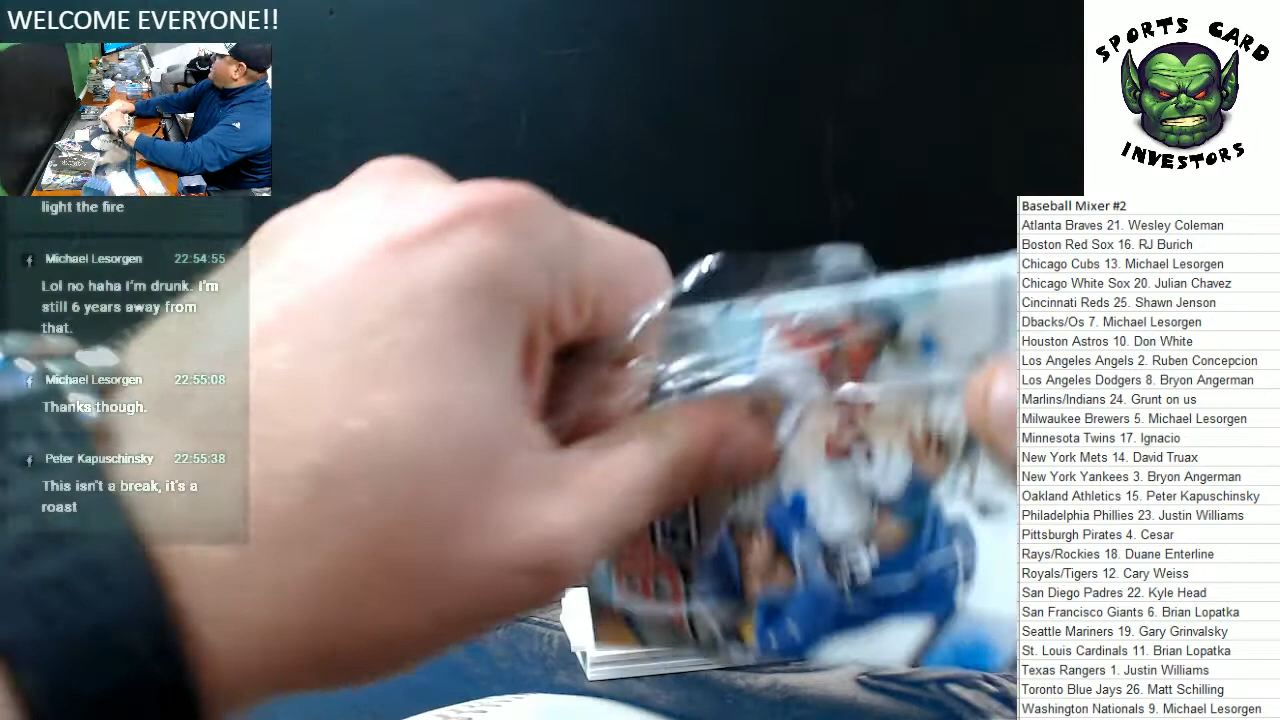 WELCOME EVERYONE!!
SPORTS CARD
INVESTORS
light the fire
Michael Lesorgen 22:54:55
Lol no haha I'm drunk. I'm
still 6 years away from
that.
Michael Lesorgen 22:55:08
Thanks though.
Peter Kapuschinsky 22:55:38
This isn't a break, it's a
roast
Baseball Mixer #2
Atlanta Braves 21. Wesley Coleman
Boston Red Sox 16. RJ Burich
Chicago Cubs 13. Michael Lesorgen
Chicago White Sox 20. Julian Chavez
Cincinnati Reds 25. Shawn Jenson
Dbacks/Os 7. Michael Lesorgen
Houston Astros 10. Don White
Los Angeles Angels 2. Ruben Concepcion
Los Angeles Dodgers 8. Bryon Angerman
Marlins/Indians 24. Grunt on us
Milwaukee Brewers 5. Michael Lesorgen
Minnesota Twins 17. Ignacio
New York Mets 14. David Truax
New York Yankees 3. Bryon Angerman
Oakland Athletics 15. Peter Kapuschinsky
Philadelphia Phillies 23. Justin Williams
Pittsburgh Pirates 4. Cesar
Rays/Rockies 18. Duane Enterline
Royals/Tigers 12. Cary Weiss
San Diego Padres 22. Kyle Head
San Francisco Giants 6. Brian Lopatka
Seattle Mariners 19. Gary Grinvalsky
St. Louis Cardinals 11. Brian Lopatka
Texas Rangers 1. Justin Williams
Toronto Blue Jays 26. Matt Schilling
Washington Nationals 9. Michael Lesorgen